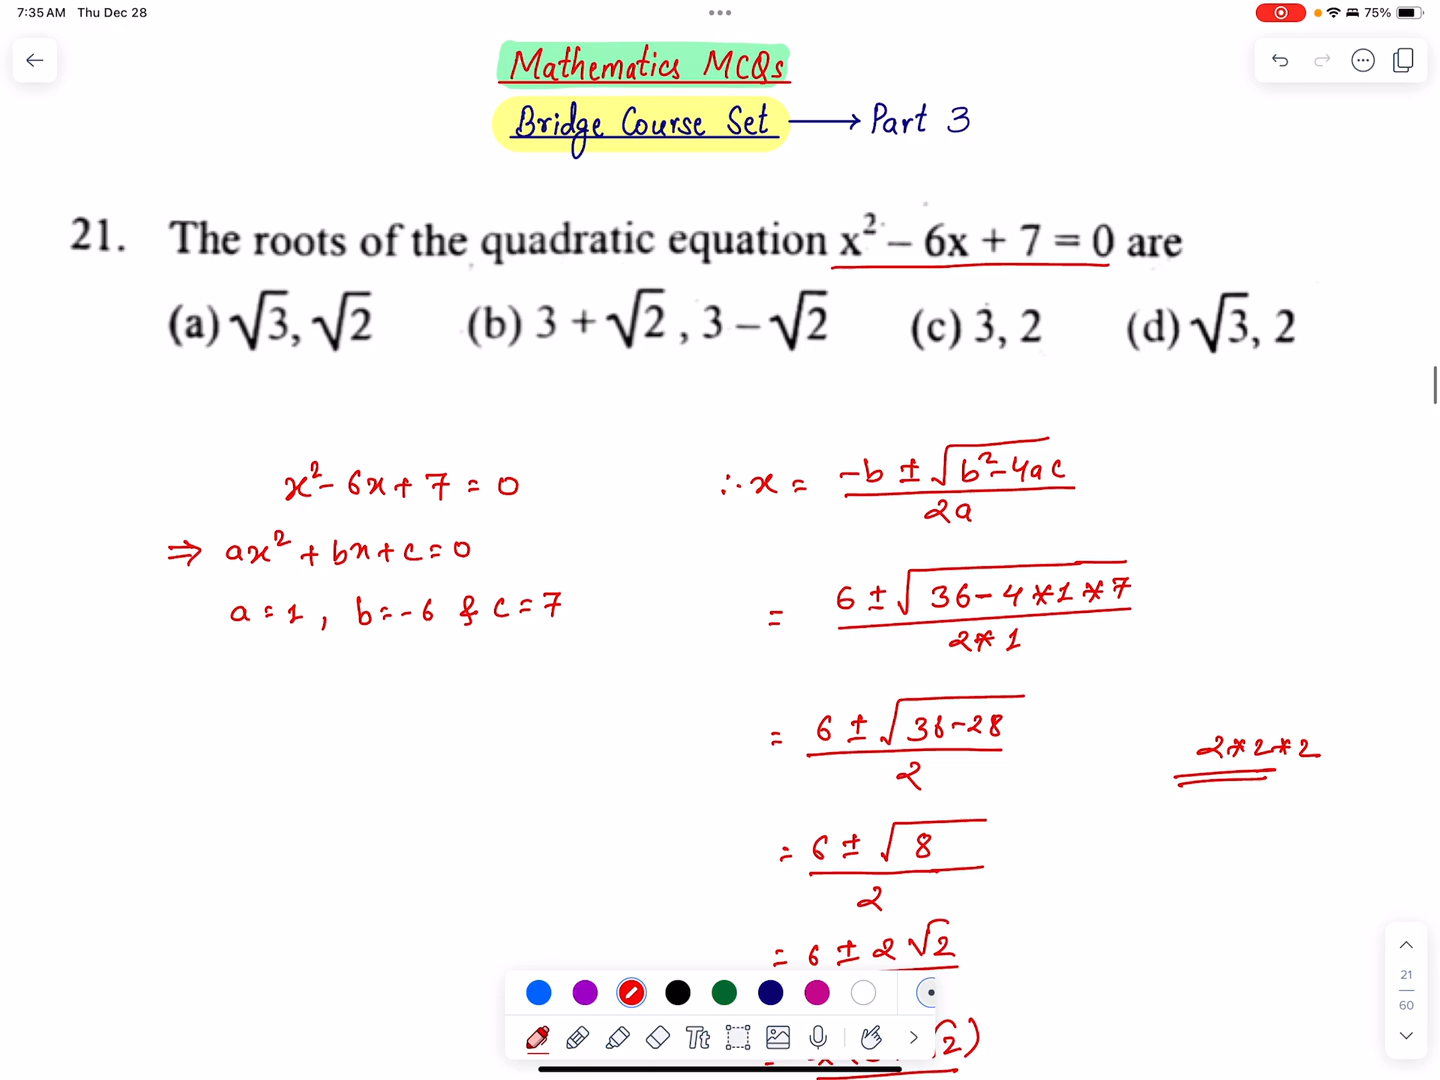 7:35 AM Thu Dec 28
75%
Mathematics MCQs
Bridge Course Set → Part 3
21. The roots of the quadratic equation x² – 6x + 7 = 0 are
(a) √3, √2 (b) 3 + √2 , 3 – √2 (c) 3, 2 (d) √3, 2
x² - 6x + 7 = 0
⇒ ax² + bx + c = 0
a = 1 , b = -6 & c = 7
∴ x = (-b ± √(b² - 4ac)) / 2a
= (6 ± √(36 - 4*1*7)) / 2*1
= (6 ± √(36-28)) / 2
2*2*2
= (6 ± √8) / 2
= 6 ± 2√2
√2)
Tt
21
60